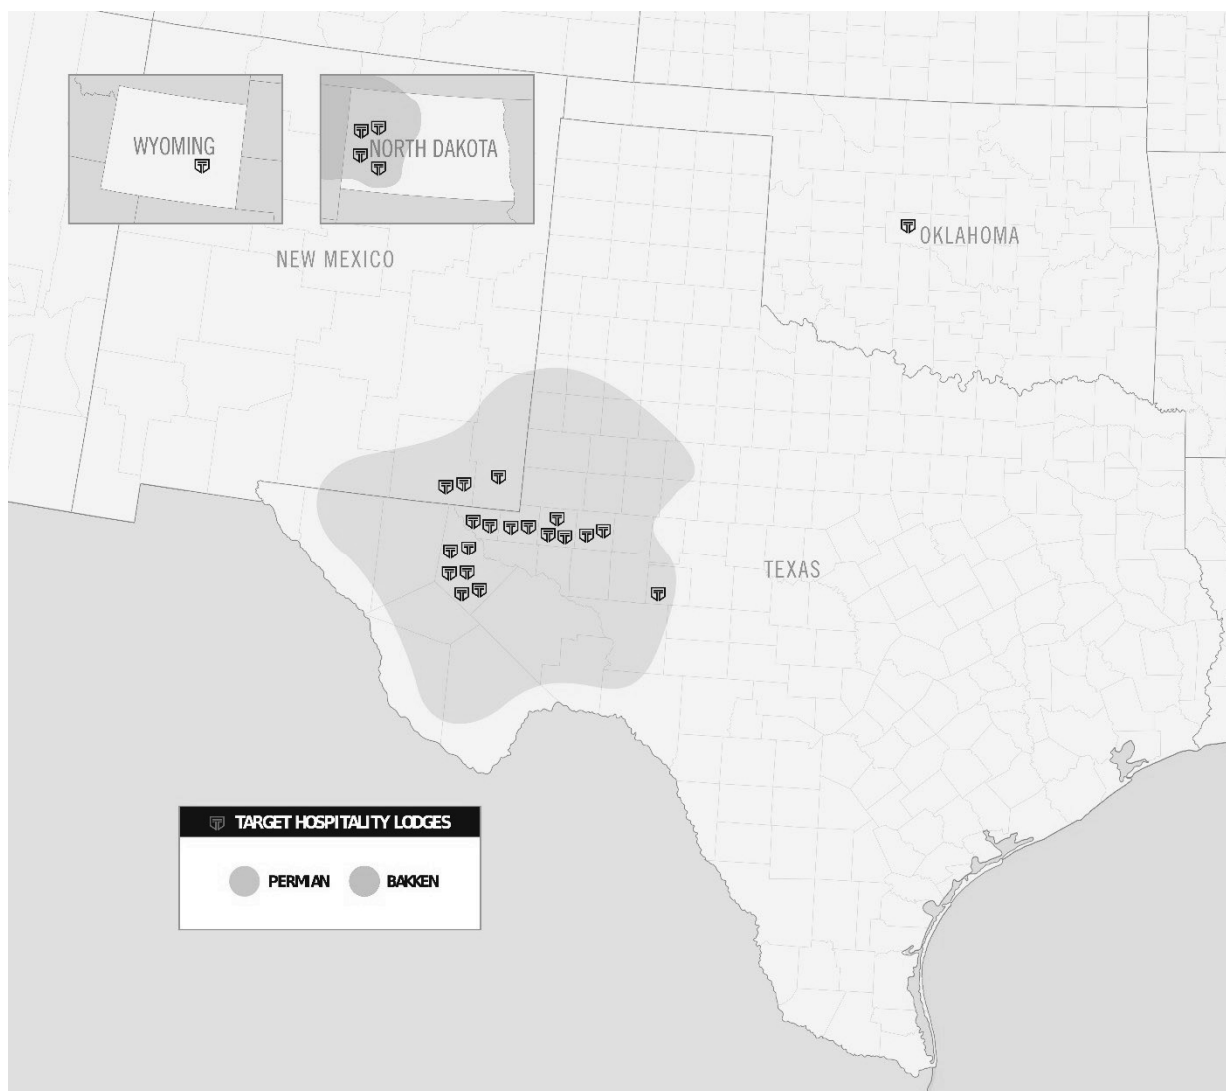 WYOMING
NORTH DAKOTA
OKLAHOMA
NEW MEXICO
TEXAS
TARGET HOSPITALITY LODGES
PERMIAN
BAKKEN